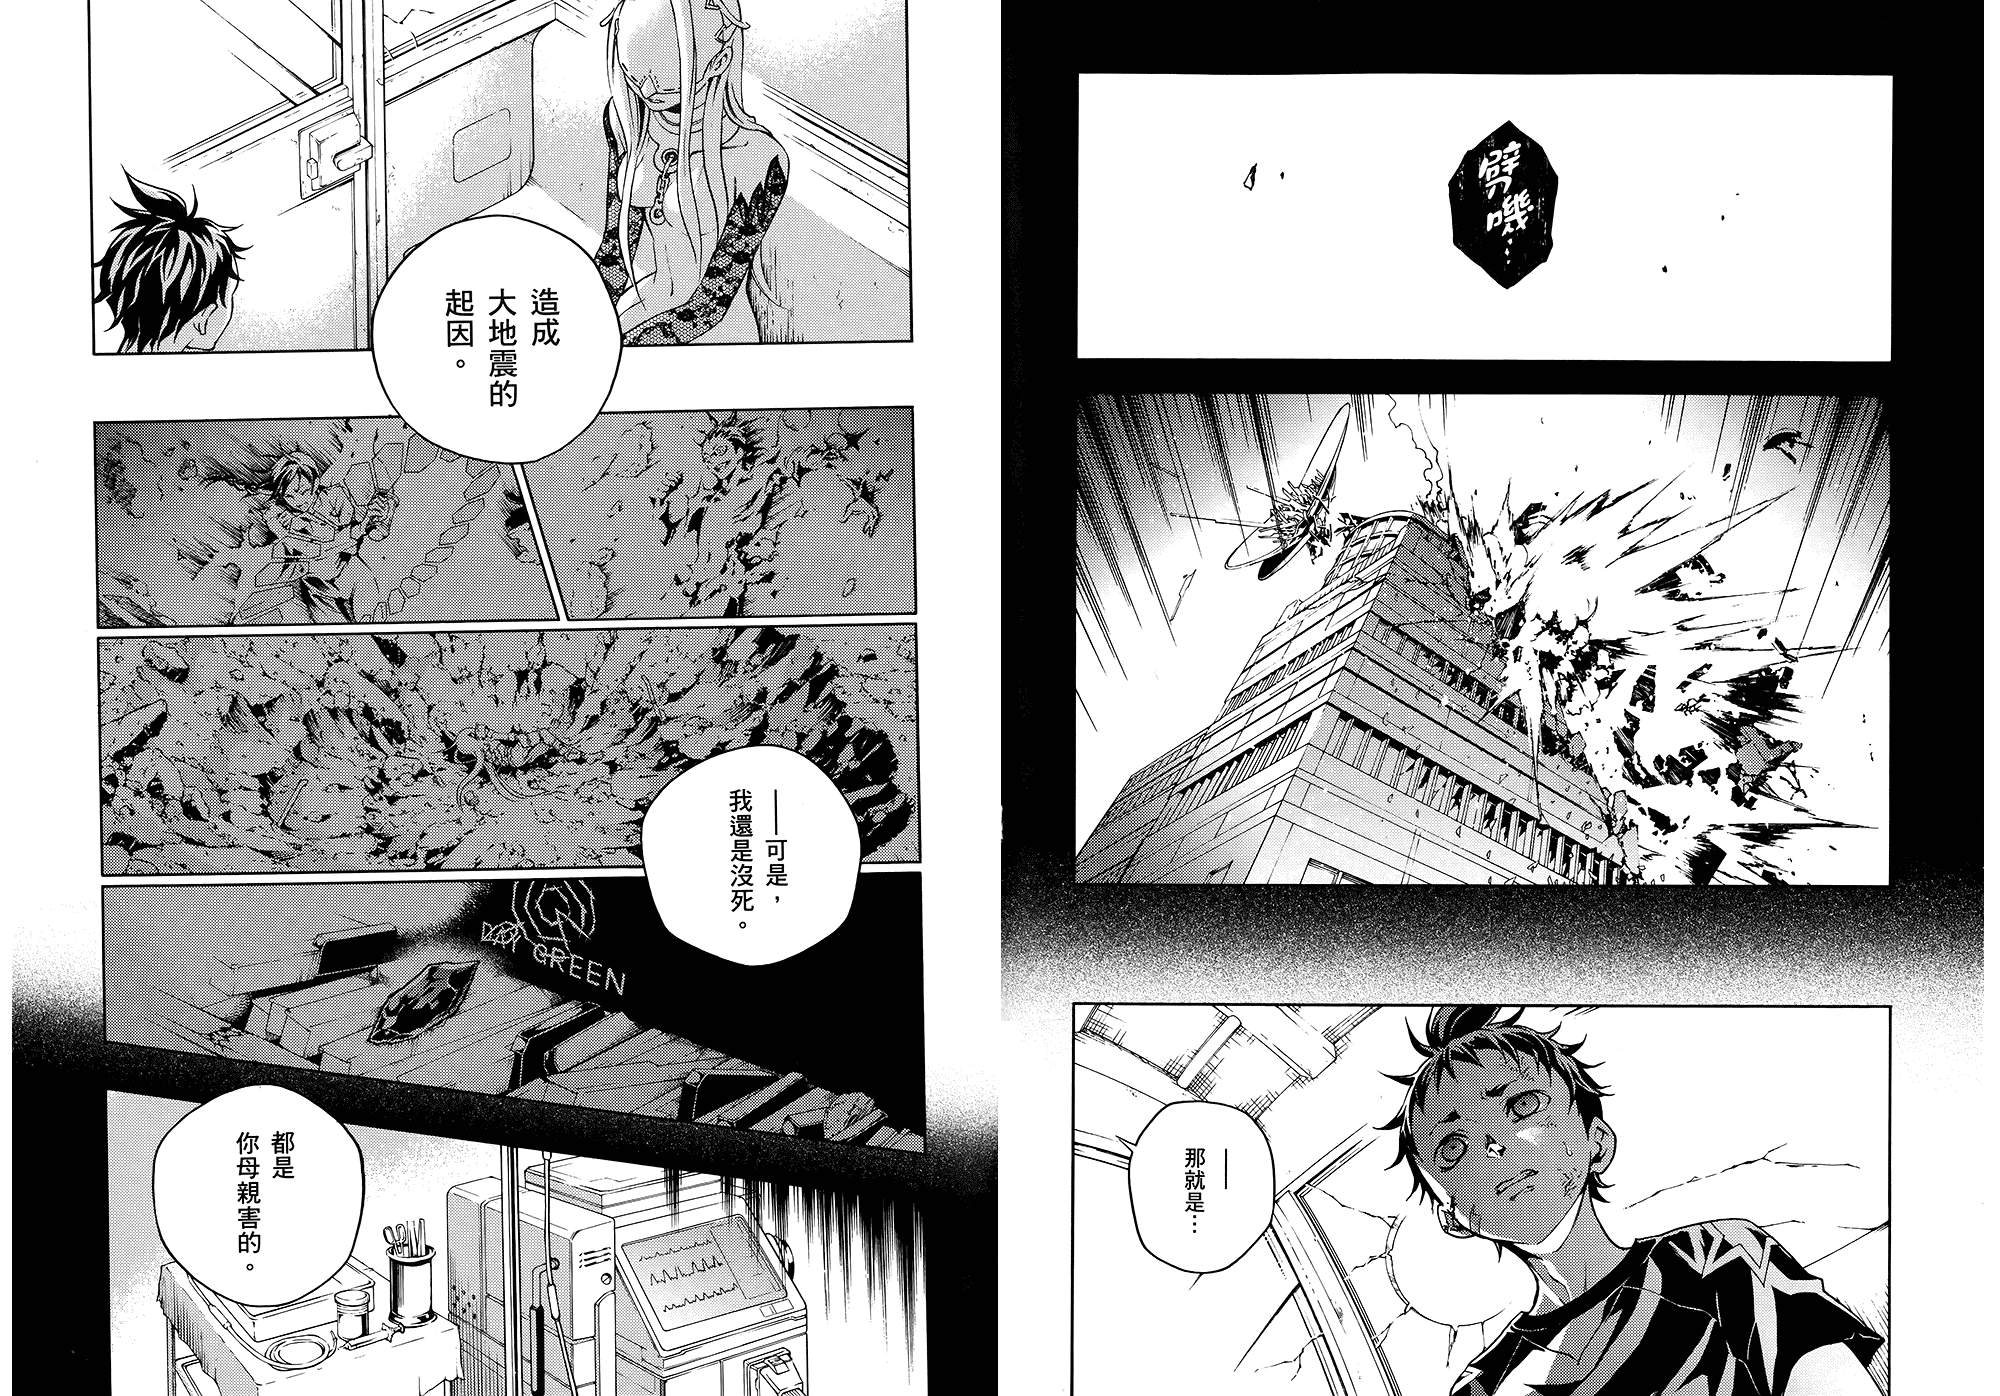 劈嘰…
——
那就是…
造成
大地震的
起因。
——可是，
我還是沒死。
GREEN
都是
你母親害的。